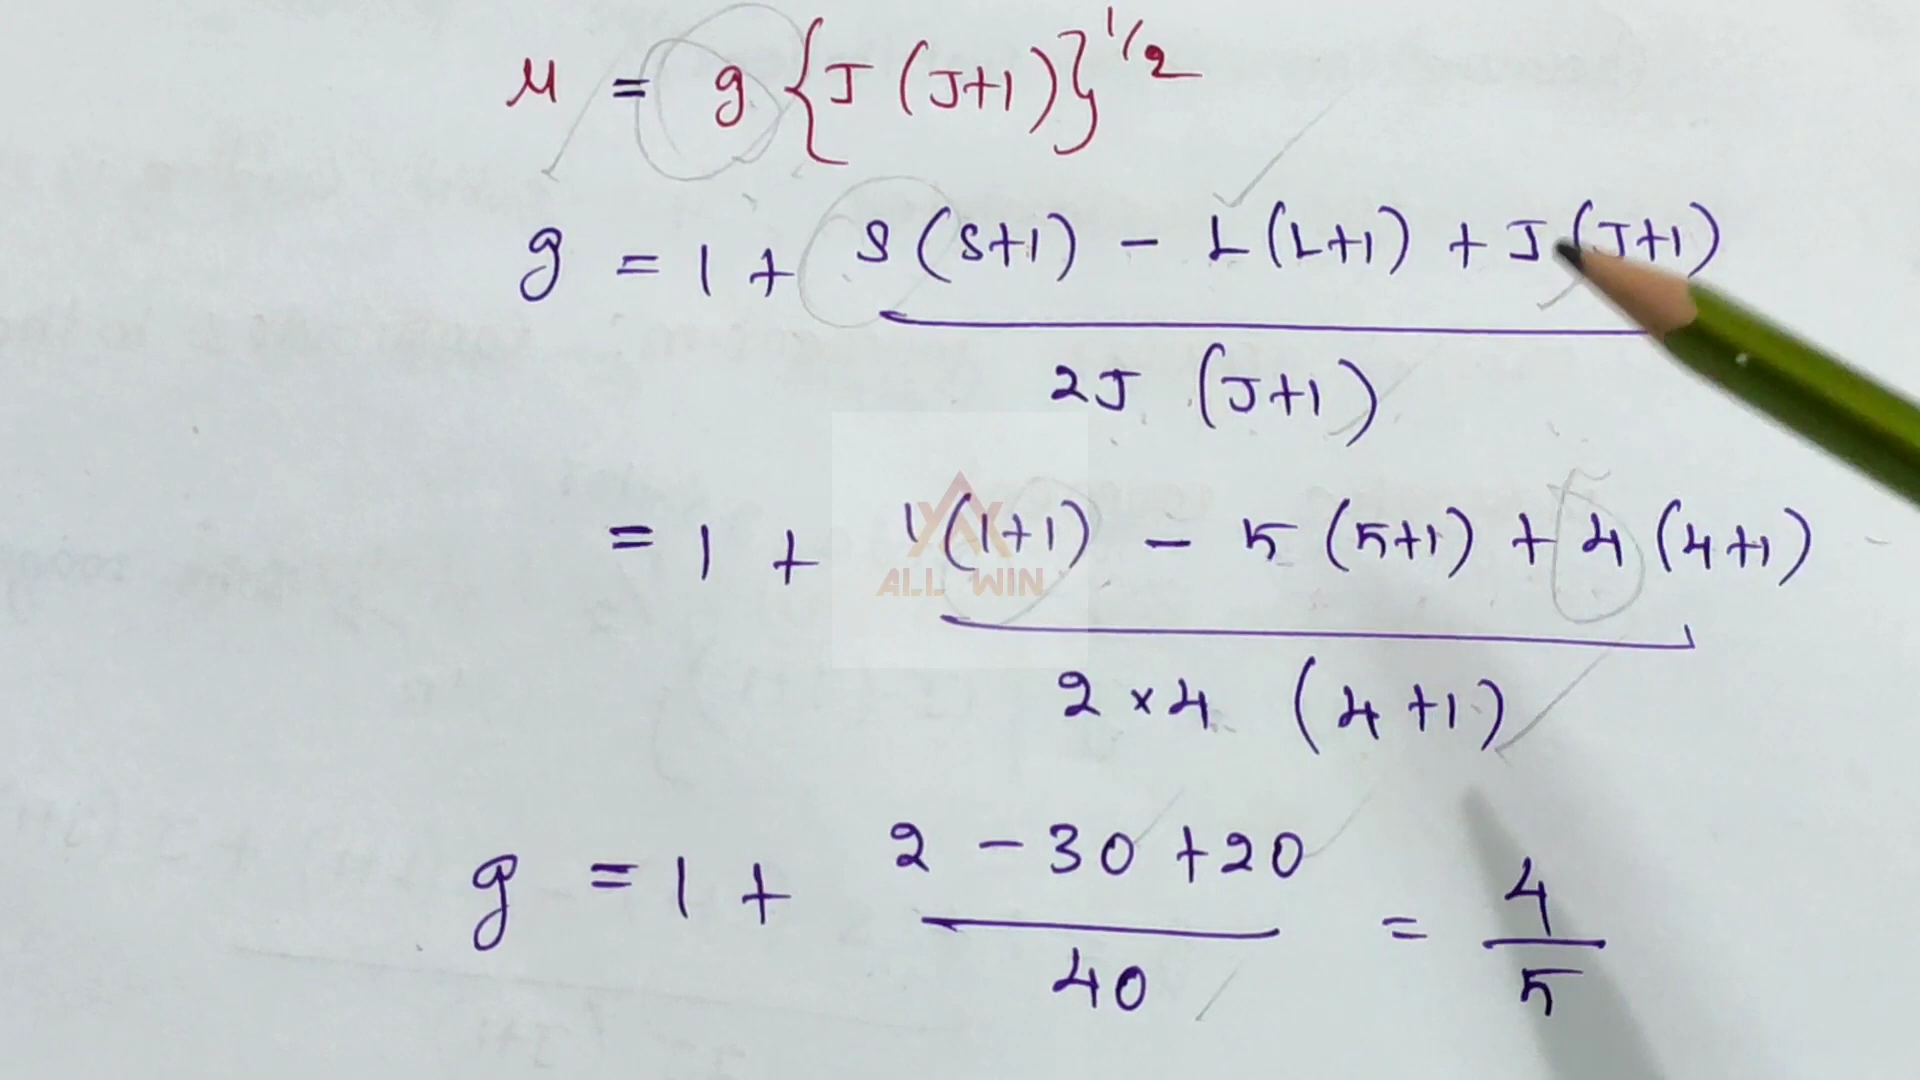 μ = g {J (J+1)}^1/2
g = 1 + S (S+1) - L (L+1) + J (J+1)
2J (J+1)
= 1 + 1 (1+1) - 5 (5+1) + 4 (4+1)
ALL WIN
2 × 4 (4+1)
g = 1 + 2 - 30 + 20 / 40 = 4/5